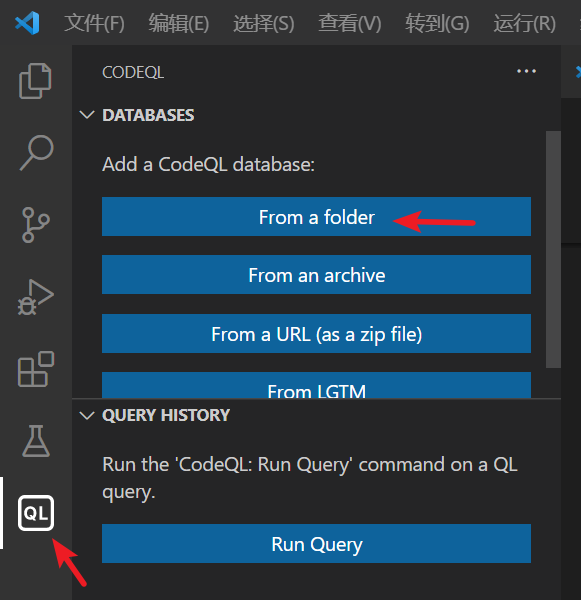 文件(F) 编辑(E) 选择(S) 查看(V) 转到(G) 运行(R)
CODEQL
DATABASES
Add a CodeQL database:
From a folder
From an archive
From a URL (as a zip file)
From LGTM
QUERY HISTORY
Run the 'CodeQL: Run Query' command on a QL
query.
QL
Run Query